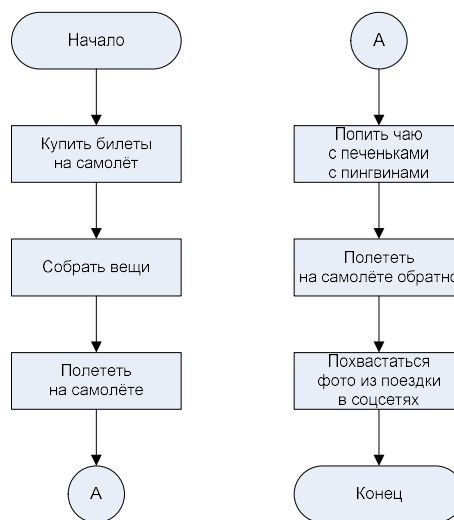 Начало
Купить билеты
на самолёт
Собрать вещи
Полететь
на самолёте
А
А
Попить чаю
с печеньками
с пингвинами
Полететь
на самолёте обратно
Похвастаться
фото из поездки
в соцсетях
Конец